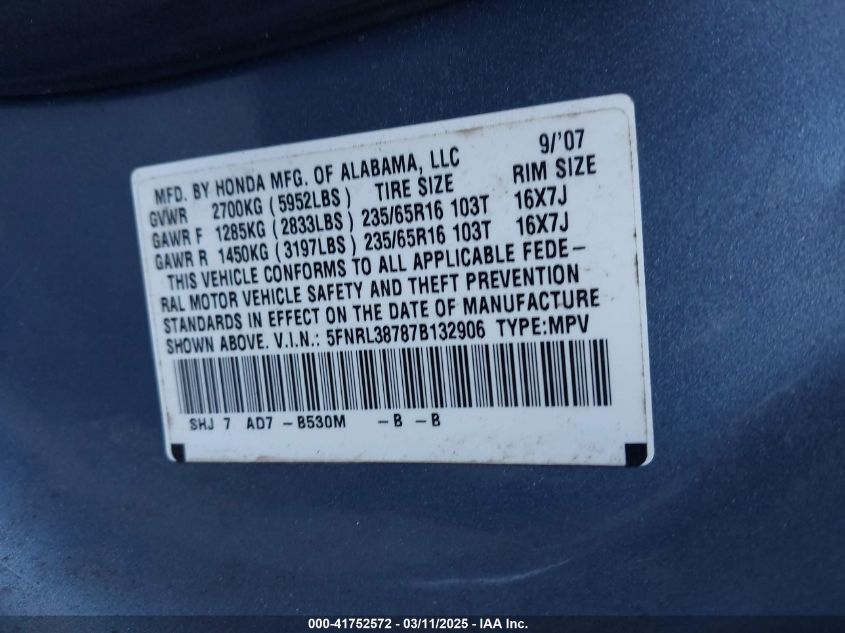 9/'07
MFD. BY HONDA MFG. OF ALABAMA, LLC
GVWR 2700KG (5952LBS) TIRE SIZE RIM SIZE
GAWR F 1285KG (2833LBS) 235/65R16 103T 16X7J
GAWR R 1450KG (3197LBS) 235/65R16 103T 16X7J
THIS VEHICLE CONFORMS TO ALL APPLICABLE FEDE-
RAL MOTOR VEHICLE SAFETY AND THEFT PREVENTION
STANDARDS IN EFFECT ON THE DATE OF MANUFACTURE
SHOWN ABOVE. V.I.N.: 5FNRL38787B132906 TYPE:MPV
SHJ 7 AD7 -B530M -B -B
000-41752572 - 03/11/2025 - IAA Inc.